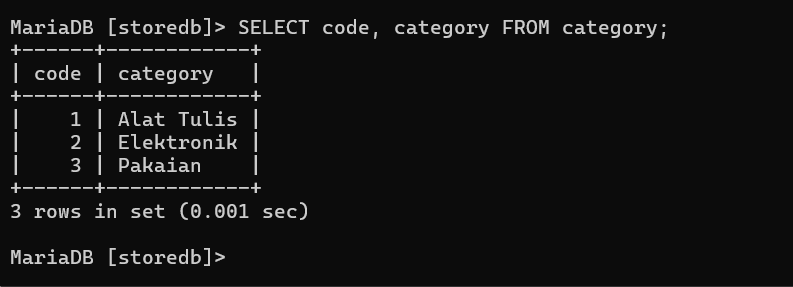 MariaDB [storedb]> SELECT code, category FROM category;
+------+------------+
| code | category   |
+------+------------+
|    1 | Alat Tulis |
|    2 | Elektronik |
|    3 | Pakaian    |
+------+------------+
3 rows in set (0.001 sec)
MariaDB [storedb]>